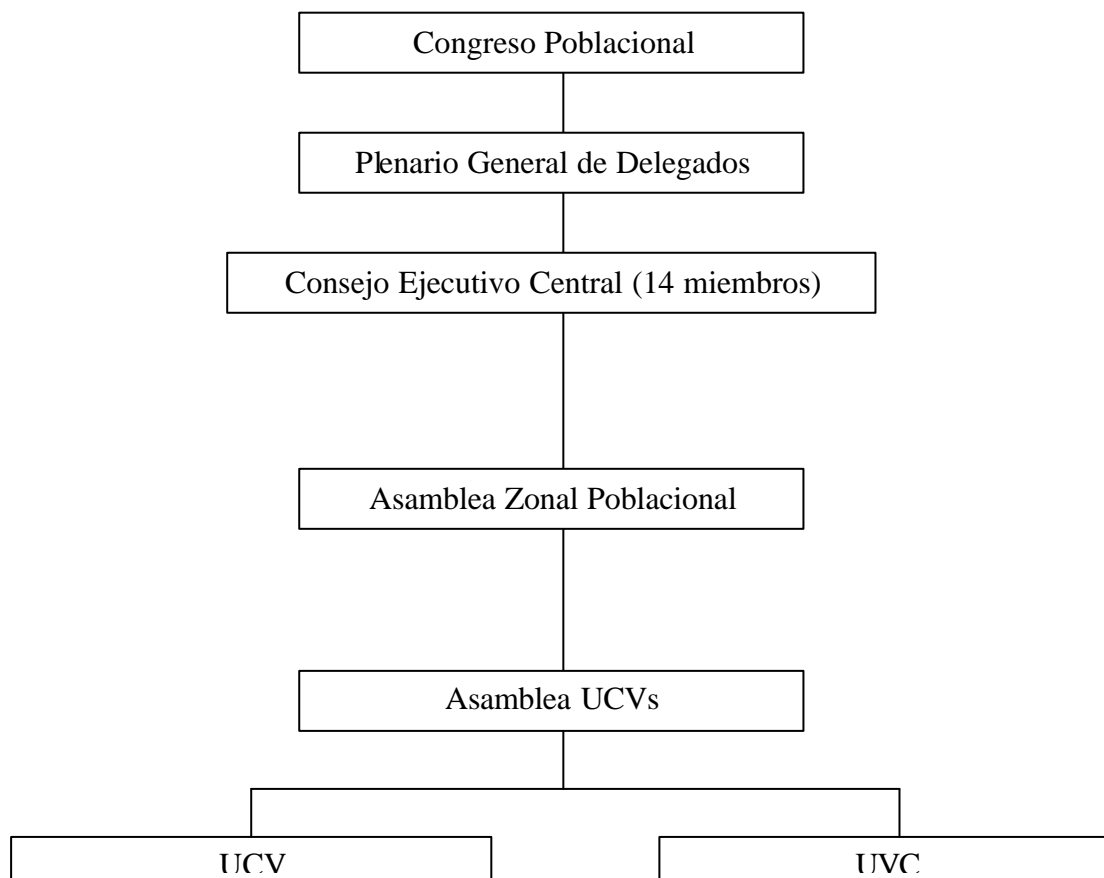 Congreso Poblacional
Plenario General de Delegados
Consejo Ejecutivo Central (14 miembros)
Asamblea Zonal Poblacional
Asamblea UCVs
UCV
UVC